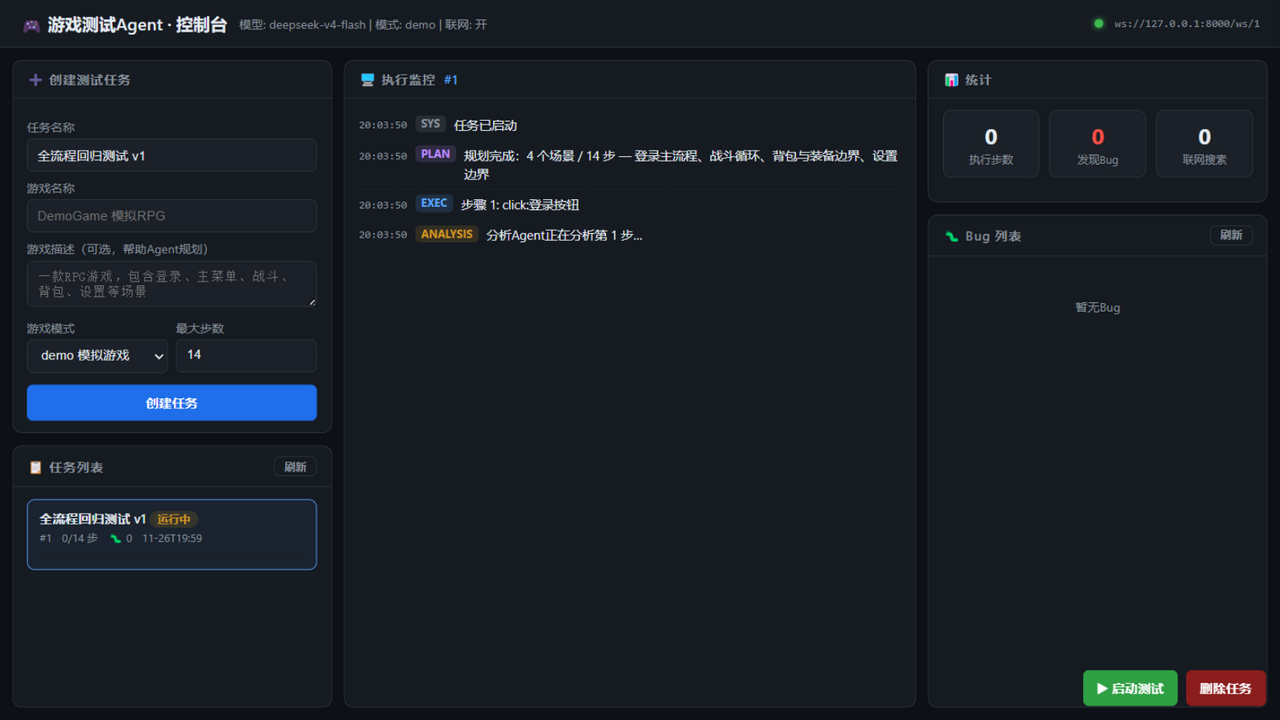 游戏测试Agent · 控制台
模型: deepseek-v4-flash | 模式: demo | 联网: 开
ws://127.0.0.1:8000/ws/1
创建测试任务
任务名称
全流程回归测试 v1
游戏名称
DemoGame 模拟RPG
游戏描述（可选，帮助Agent规划）
一款RPG游戏，包含登录、主菜单、战斗、
背包、设置等场景
游戏模式
最大步数
demo 模拟游戏
14
创建任务
任务列表
刷新
全流程回归测试 v1 运行中
#1 0/14 步 0 11-26T19:59
执行监控 #1
20:03:50 SYS 任务已启动
20:03:50 PLAN 规划完成：4 个场景 / 14 步 — 登录主流程、战斗循环、背包与装备边界、设置
边界
20:03:50 EXEC 步骤 1: click:登录按钮
20:03:50 ANALYSIS 分析Agent正在分析第 1 步...
统计
0
执行步数
0
发现Bug
0
联网搜索
Bug 列表
刷新
暂无Bug
▶ 启动测试
删除任务